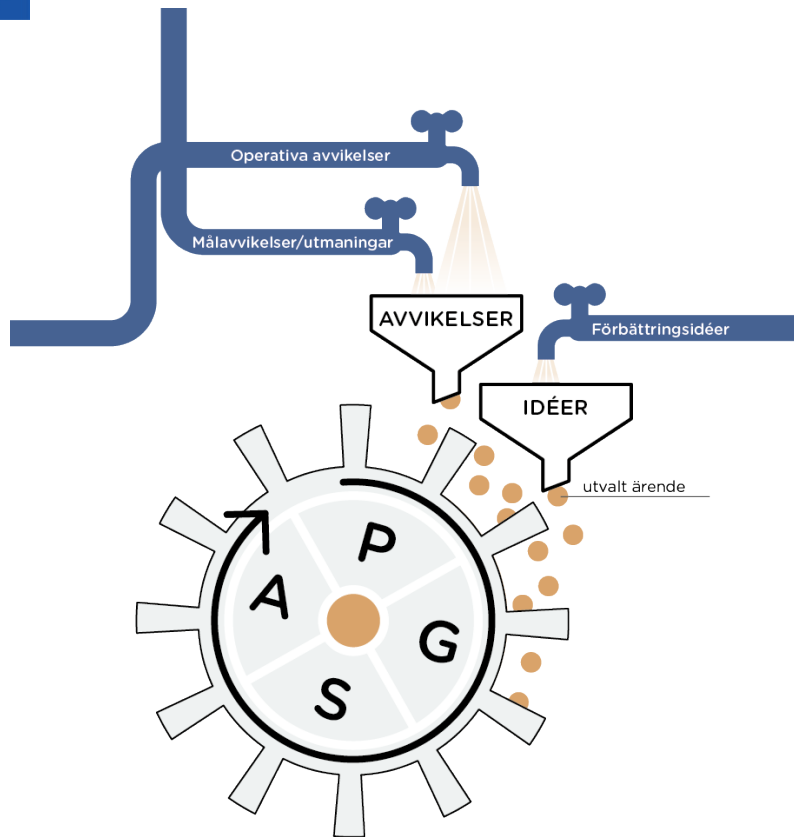 Operativa avvikelser
Målavvikelser/utmaningar
AVVIKELSER
Förbättringsidéer
IDÉER
utvalt ärende
P
A
G
S